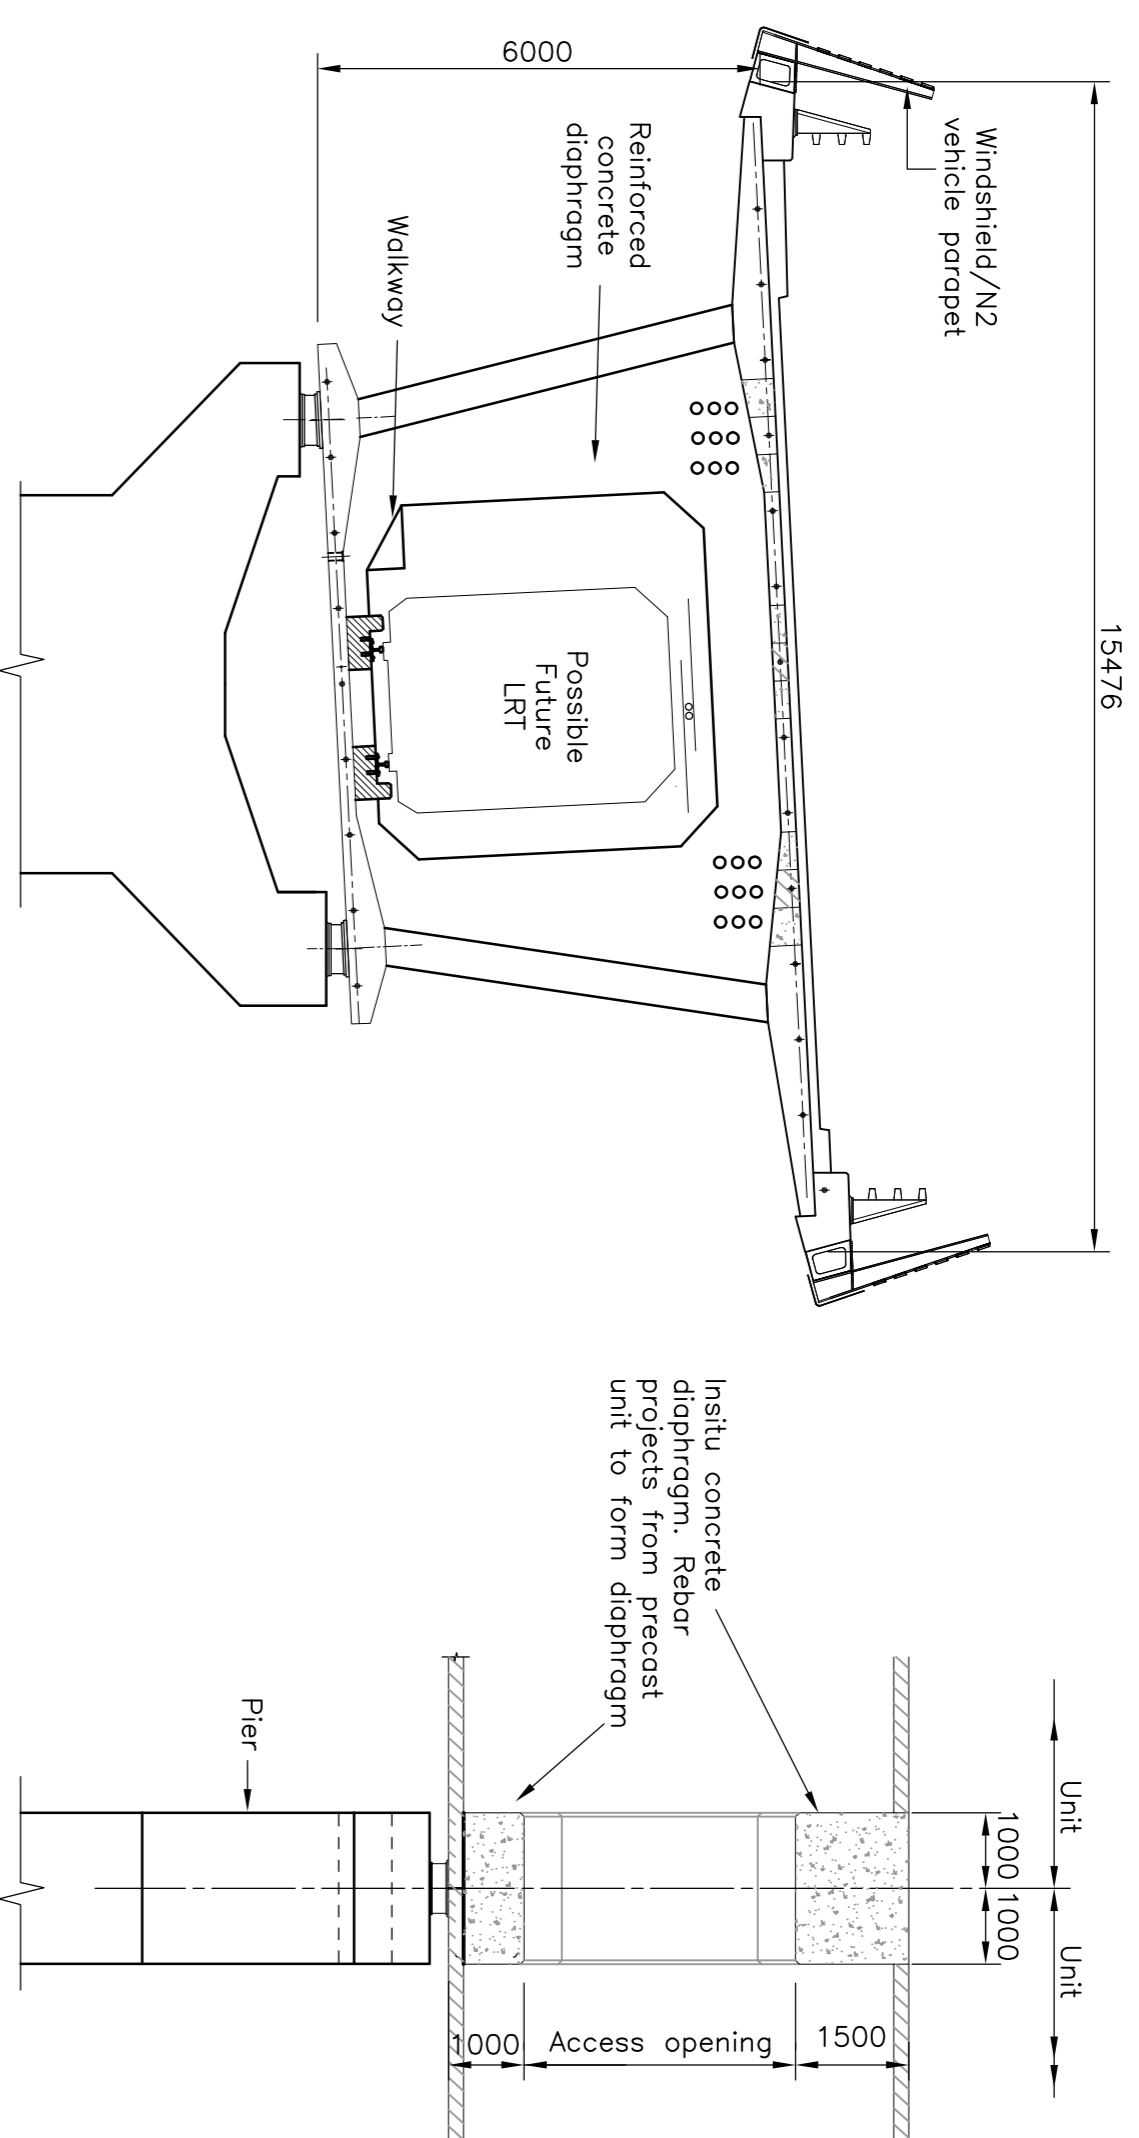 15476
Windshield/N2
vehicle parapet
6000
Reinforced
concrete
diaphragm
Walkway
Possible
Future
LRT
Unit
Unit
1000
1000
Insitu concrete
diaphragm. Rebar
projects from precast
unit to form diaphragm
1500
Access opening
1000
Pier